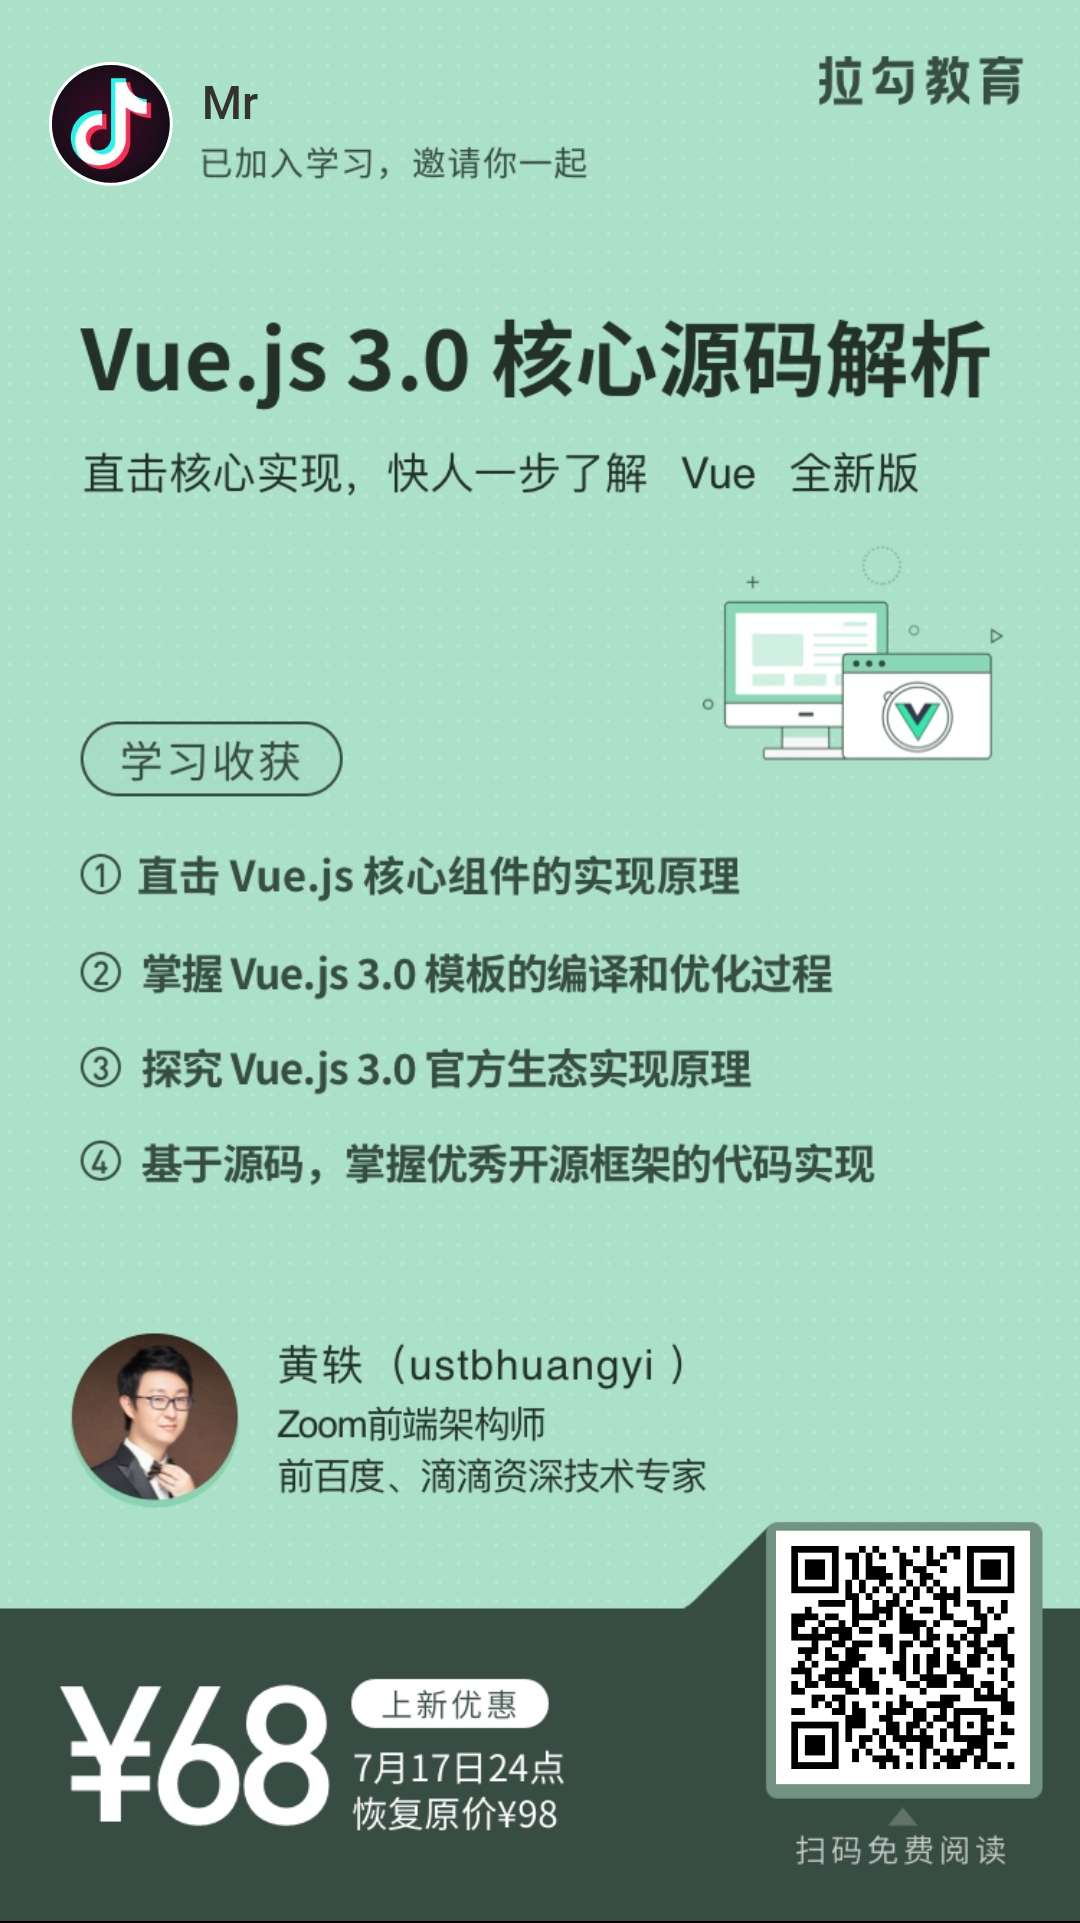 拉勾教育
Mr
已加入学习，邀请你一起
Vue.js 3.0 核心源码解析
直击核心实现，快人一步了解 Vue 全新版
学习收获
① 直击 Vue.js 核心组件的实现原理
② 掌握 Vue.js 3.0 模板的编译和优化过程
③ 探究 Vue.js 3.0 官方生态实现原理
④ 基于源码，掌握优秀开源框架的代码实现
黄轶（ustbhuangyi ）
Zoom前端架构师
前百度、滴滴资深技术专家
¥68
上新优惠
7月17日24点
恢复原价¥98
扫码免费阅读